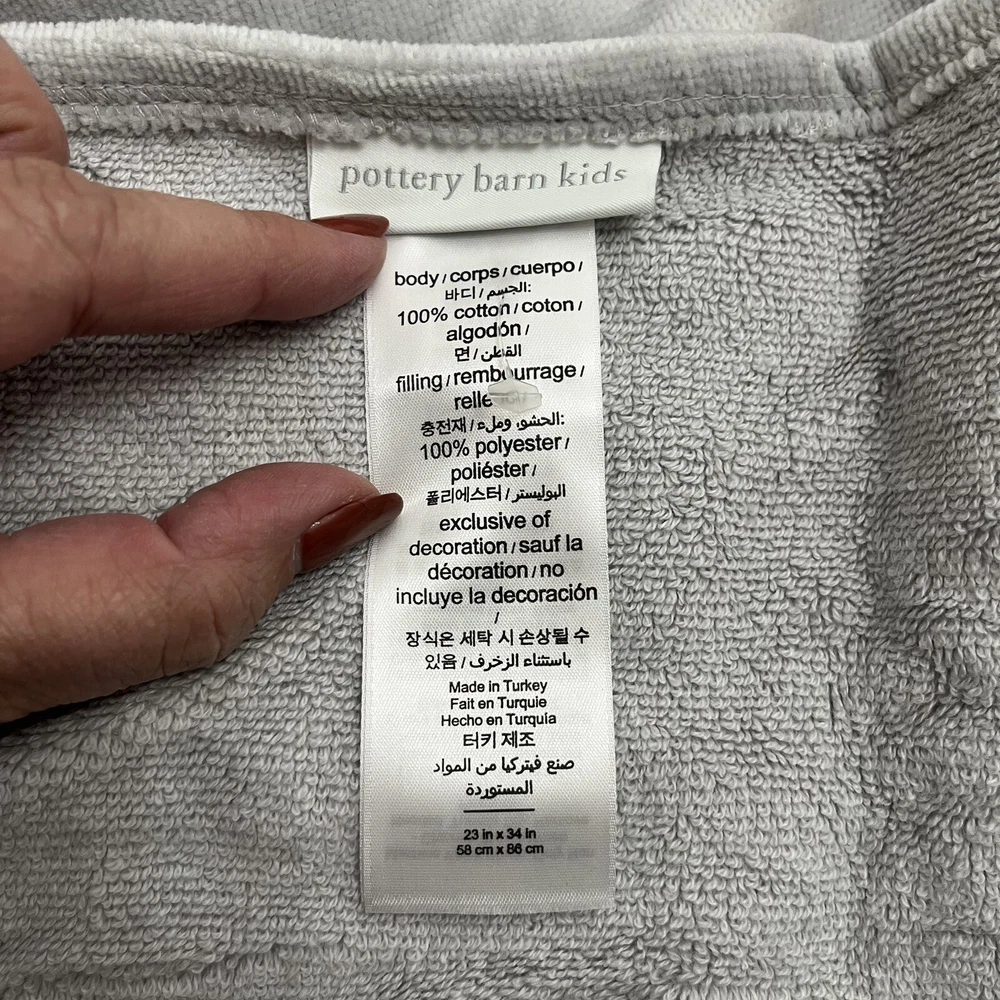 pottery barn kids
body / corps / cuerpo /
바디 / الجسم:
100% cotton / coton /
algodón /
면 / القطن
filling / rembourrage /
충전재 / الحشو، وملء:
100% polyester /
poliéster /
폴리에스터 / البوليستر
exclusive of
decoration / sauf la
décoration / no
incluye la decoración
/
장식은 세탁 시 손상될 수
있음 / باستثناء الزخرف
Made in Turkey
Fait en Turquie
Hecho en Turquía
터키 제조
صنع فيتركيا من المواد
المستوردة
23 in x 34 in
58 cm x 86 cm